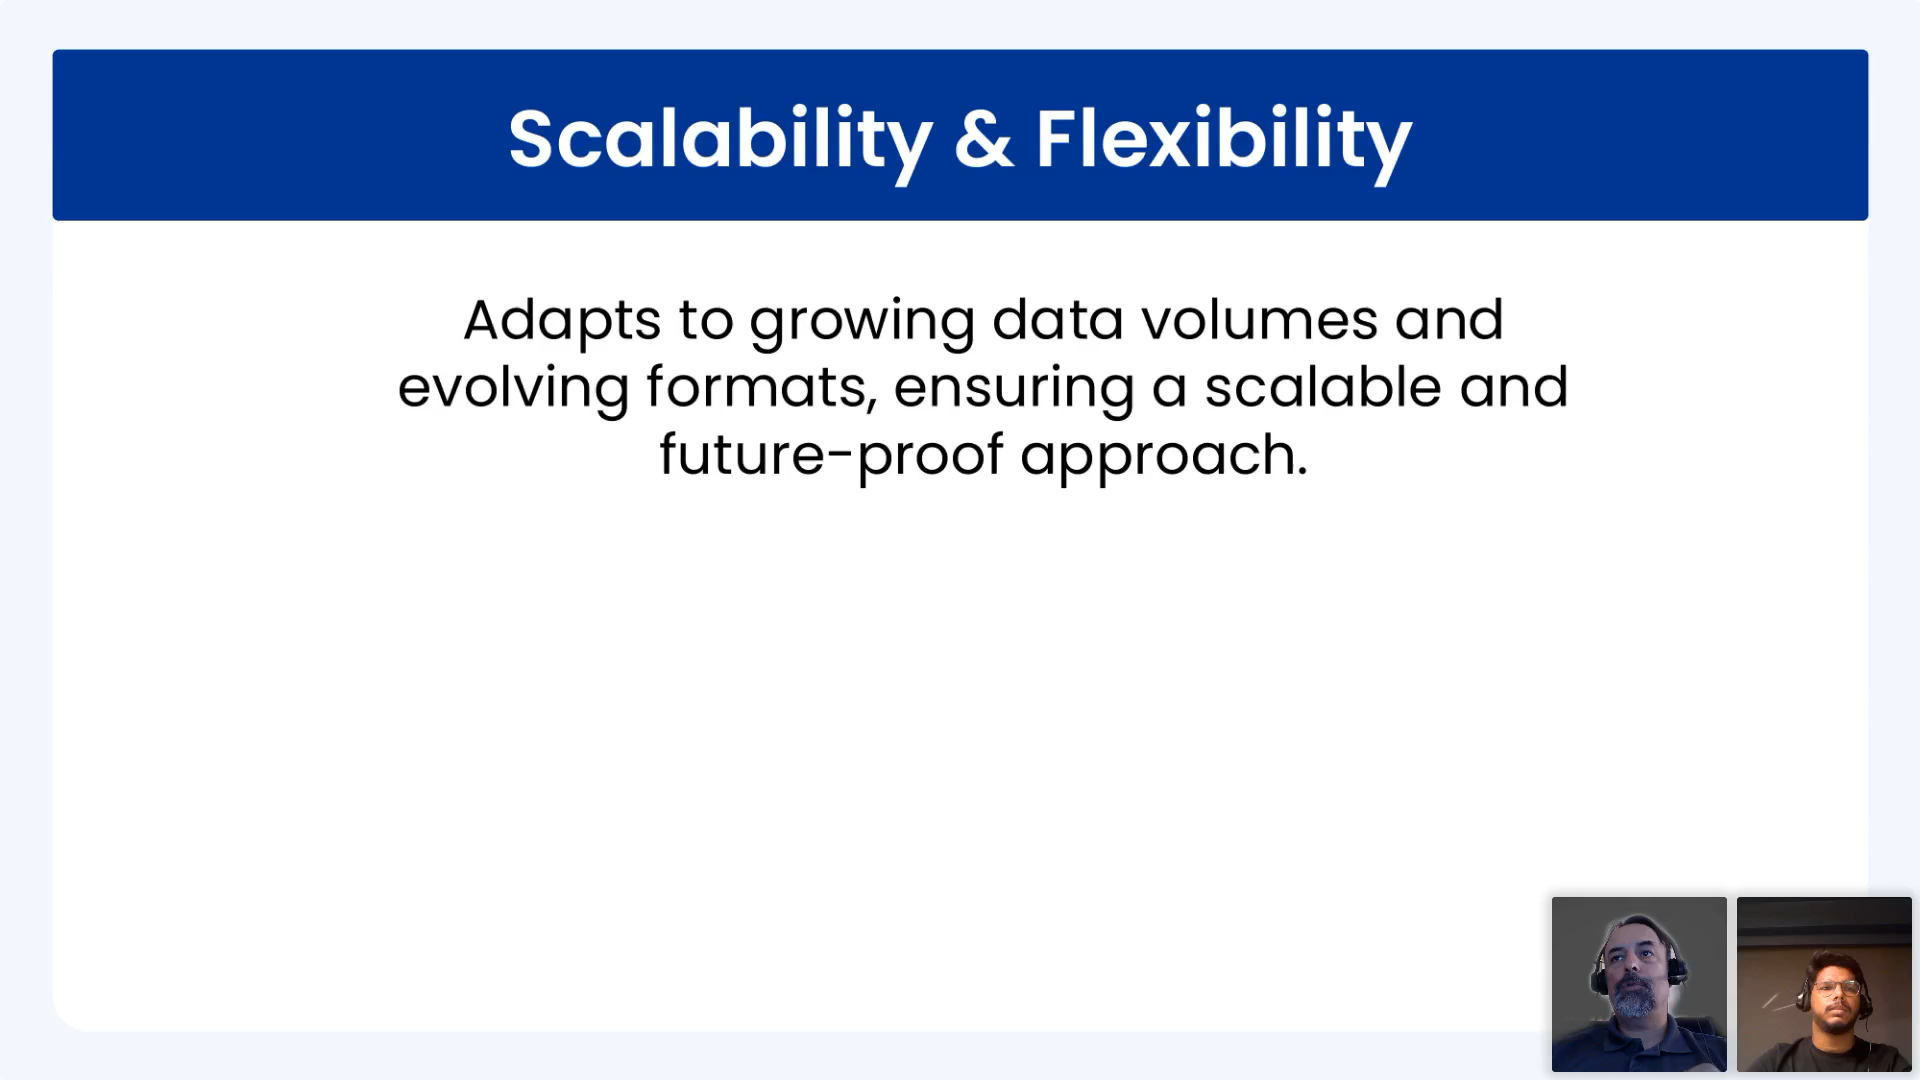 Scalability & Flexibility
Adapts to growing data volumes and
evolving formats, ensuring a scalable and
future-proof approach.